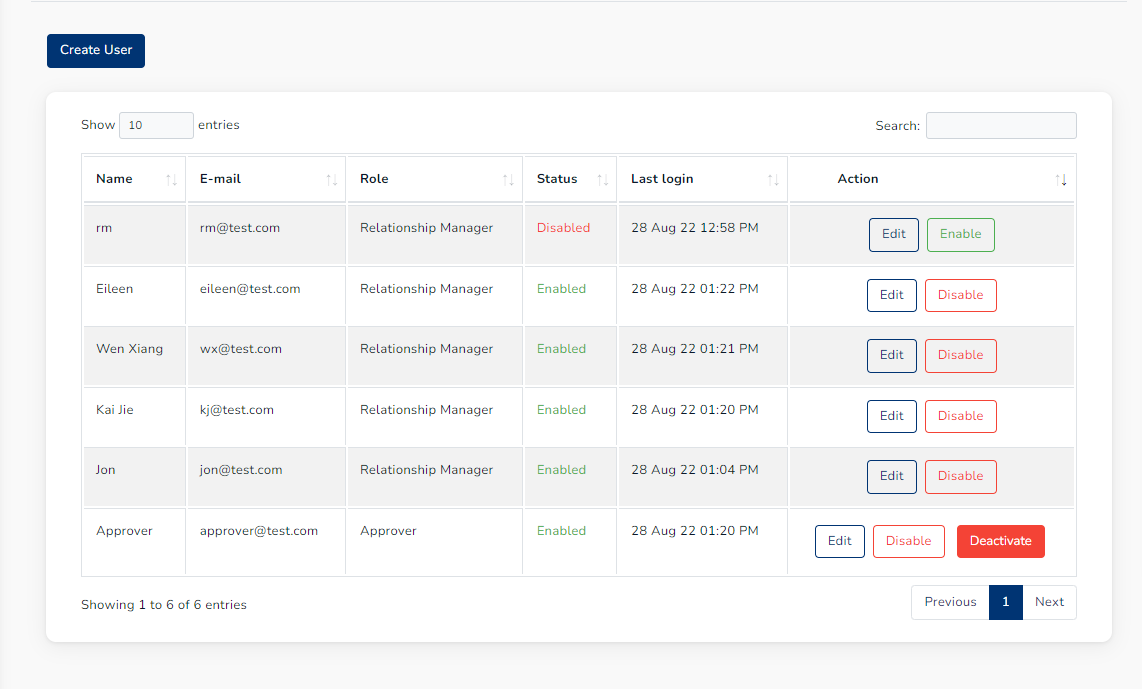 Create User
Show 10 entries Search:
Name E-mail Role Status Last login Action
rm rm@test.com Relationship Manager Disabled 28 Aug 22 12:58 PM Edit Enable
Eileen eileen@test.com Relationship Manager Enabled 28 Aug 22 01:22 PM Edit Disable
Wen Xiang wx@test.com Relationship Manager Enabled 28 Aug 22 01:21 PM Edit Disable
Kai Jie kj@test.com Relationship Manager Enabled 28 Aug 22 01:20 PM Edit Disable
Jon jon@test.com Relationship Manager Enabled 28 Aug 22 01:04 PM Edit Disable
Approver approver@test.com Approver Enabled 28 Aug 22 01:20 PM Edit Disable Deactivate
Showing 1 to 6 of 6 entries Previous 1 Next